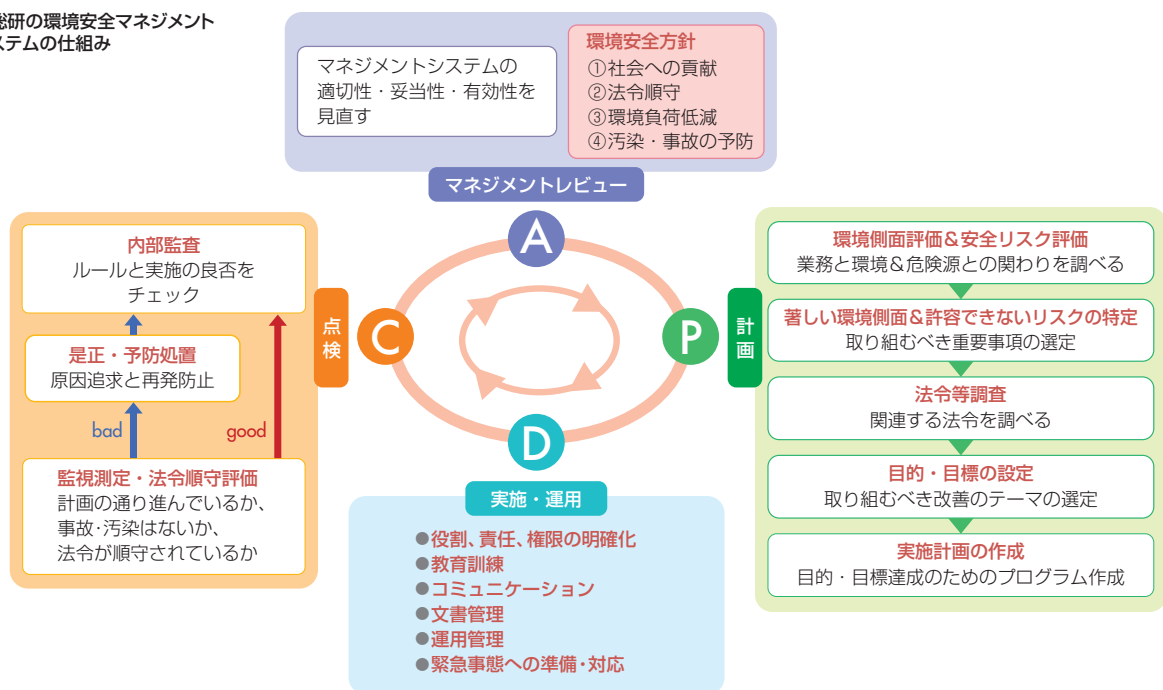 総研の環境安全マネジメント
ステムの仕組み
マネジメントシステムの
適切性・妥当性・有効性を
見直す
環境安全方針
①社会への貢献
②法令順守
③環境負荷低減
④汚染・事故の予防
マネジメントレビュー
A
内部監査
ルールと実施の良否を
チェック
是正・予防処置
原因追求と再発防止
bad
good
監視測定・法令順守評価
計画の通り進んでいるか、
事故・汚染はないか、
法令が順守されているか
点検
C
P
計画
環境側面評価＆安全リスク評価
業務と環境＆危険源との関わりを調べる
著しい環境側面＆許容できないリスクの特定
取り組むべき重要事項の選定
法令等調査
関連する法令を調べる
目的・目標の設定
取り組むべき改善のテーマの選定
実施計画の作成
目的・目標達成のためのプログラム作成
D
実施・運用
●役割、責任、権限の明確化
●教育訓練
●コミュニケーション
●文書管理
●運用管理
●緊急事態への準備・対応